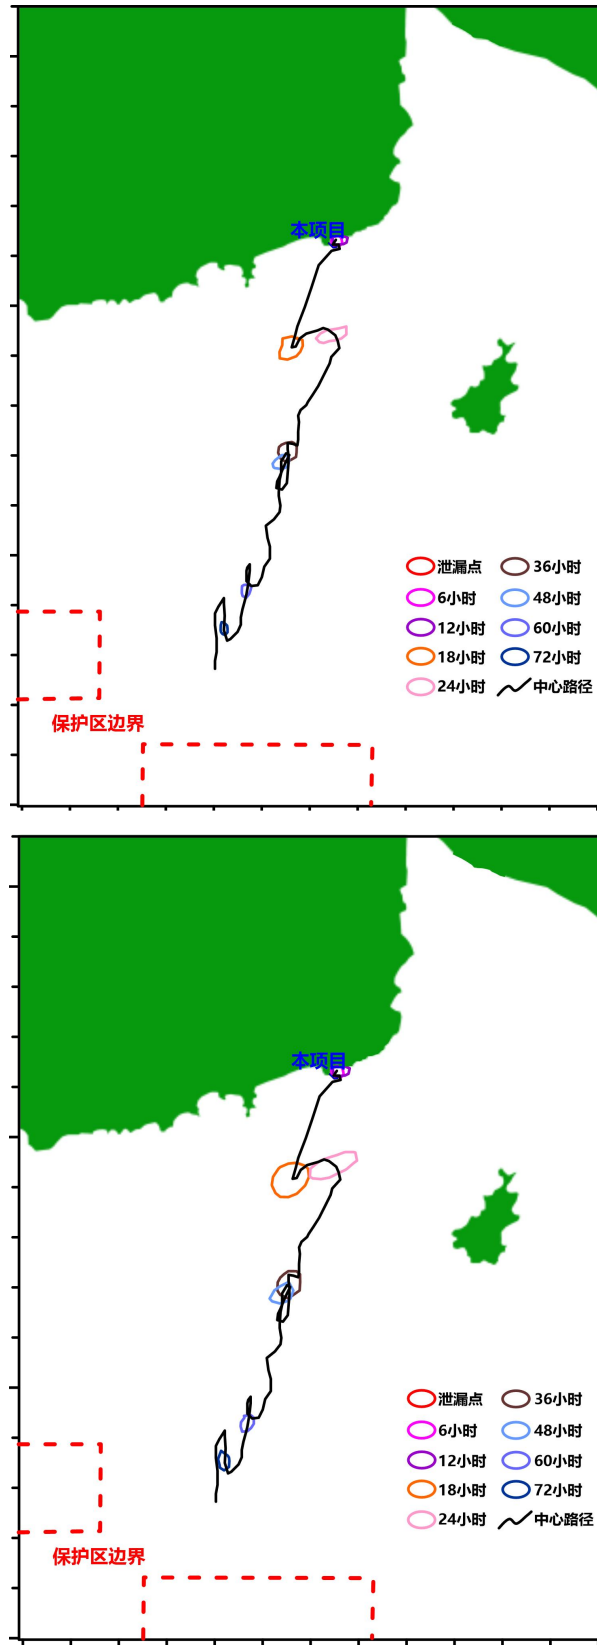 本项目
泄漏点 36小时
6小时 48小时
12小时 60小时
18小时 72小时
24小时 中心路径
保护区边界
本项目
泄漏点 36小时
6小时 48小时
12小时 60小时
18小时 72小时
24小时 中心路径
保护区边界